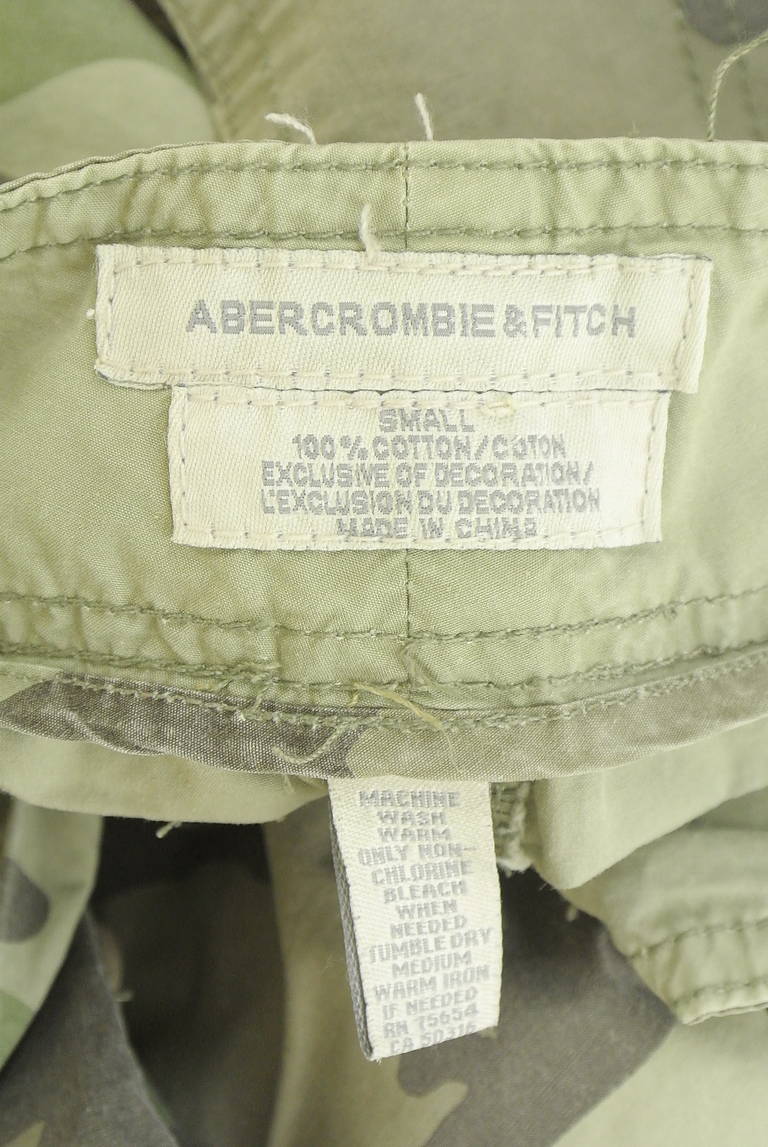 ABERCROMBIE & FITCH
SMALL
100% COTTON/COTON
EXCLUSIVE OF DECORATION/
L'EXCLUSION DU DECORATION
MADE IN CHINA
MACHINE
WASH
WARM
ONLY NON-
CHLORINE
BLEACH
WHEN
NEEDED
TUMBLE DRY
MEDIUM
WARM IRON
IF NEEDED
RN 75654
CA 50316